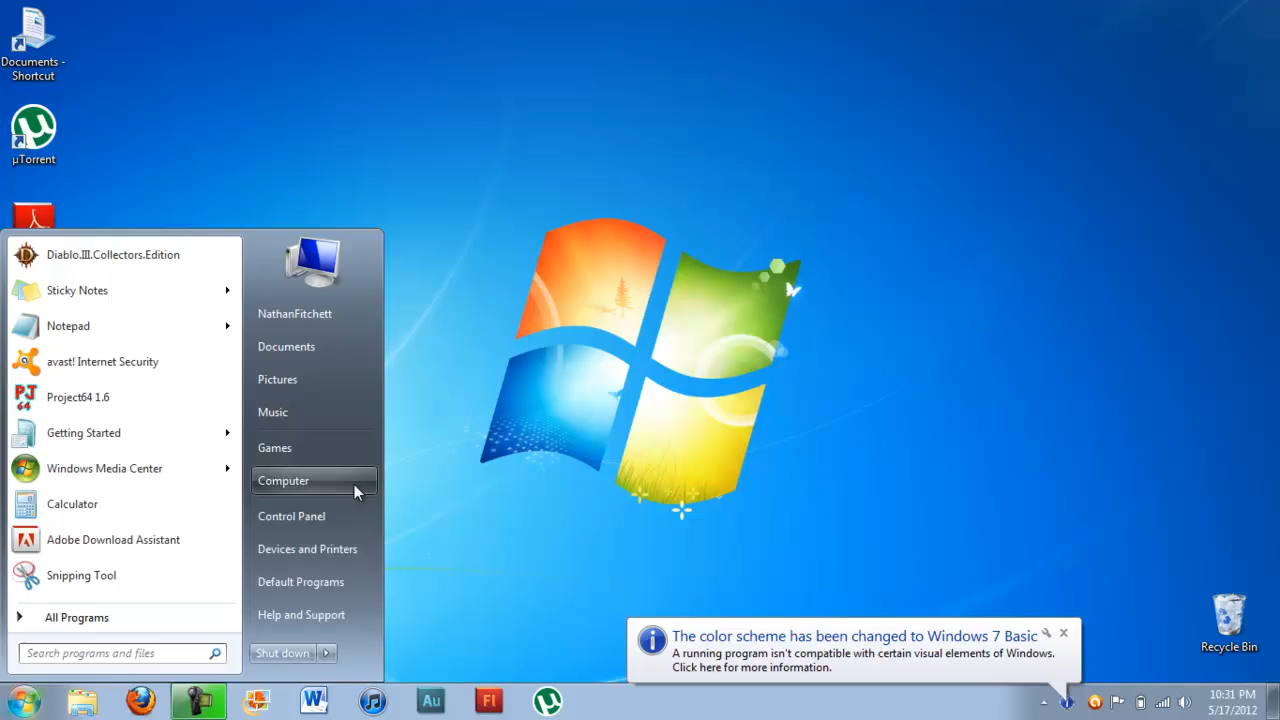 Documents -
Shortcut
µTorrent
Diablo.III.Collectors.Edition
Sticky Notes
Notepad
avast! Internet Security
PJ
64
Project64 1.6
Getting Started
Windows Media Center
Calculator
Adobe Download Assistant
Snipping Tool
All Programs
Search programs and files
NathanFitchett
Documents
Pictures
Music
Games
Computer
Control Panel
Devices and Printers
Default Programs
Help and Support
Shut down
The color scheme has been changed to Windows 7 Basic
A running program isn't compatible with certain visual elements of Windows.
Click here for more information.
Recycle Bin
W
Au
Fl
10:31 PM
5/17/2012